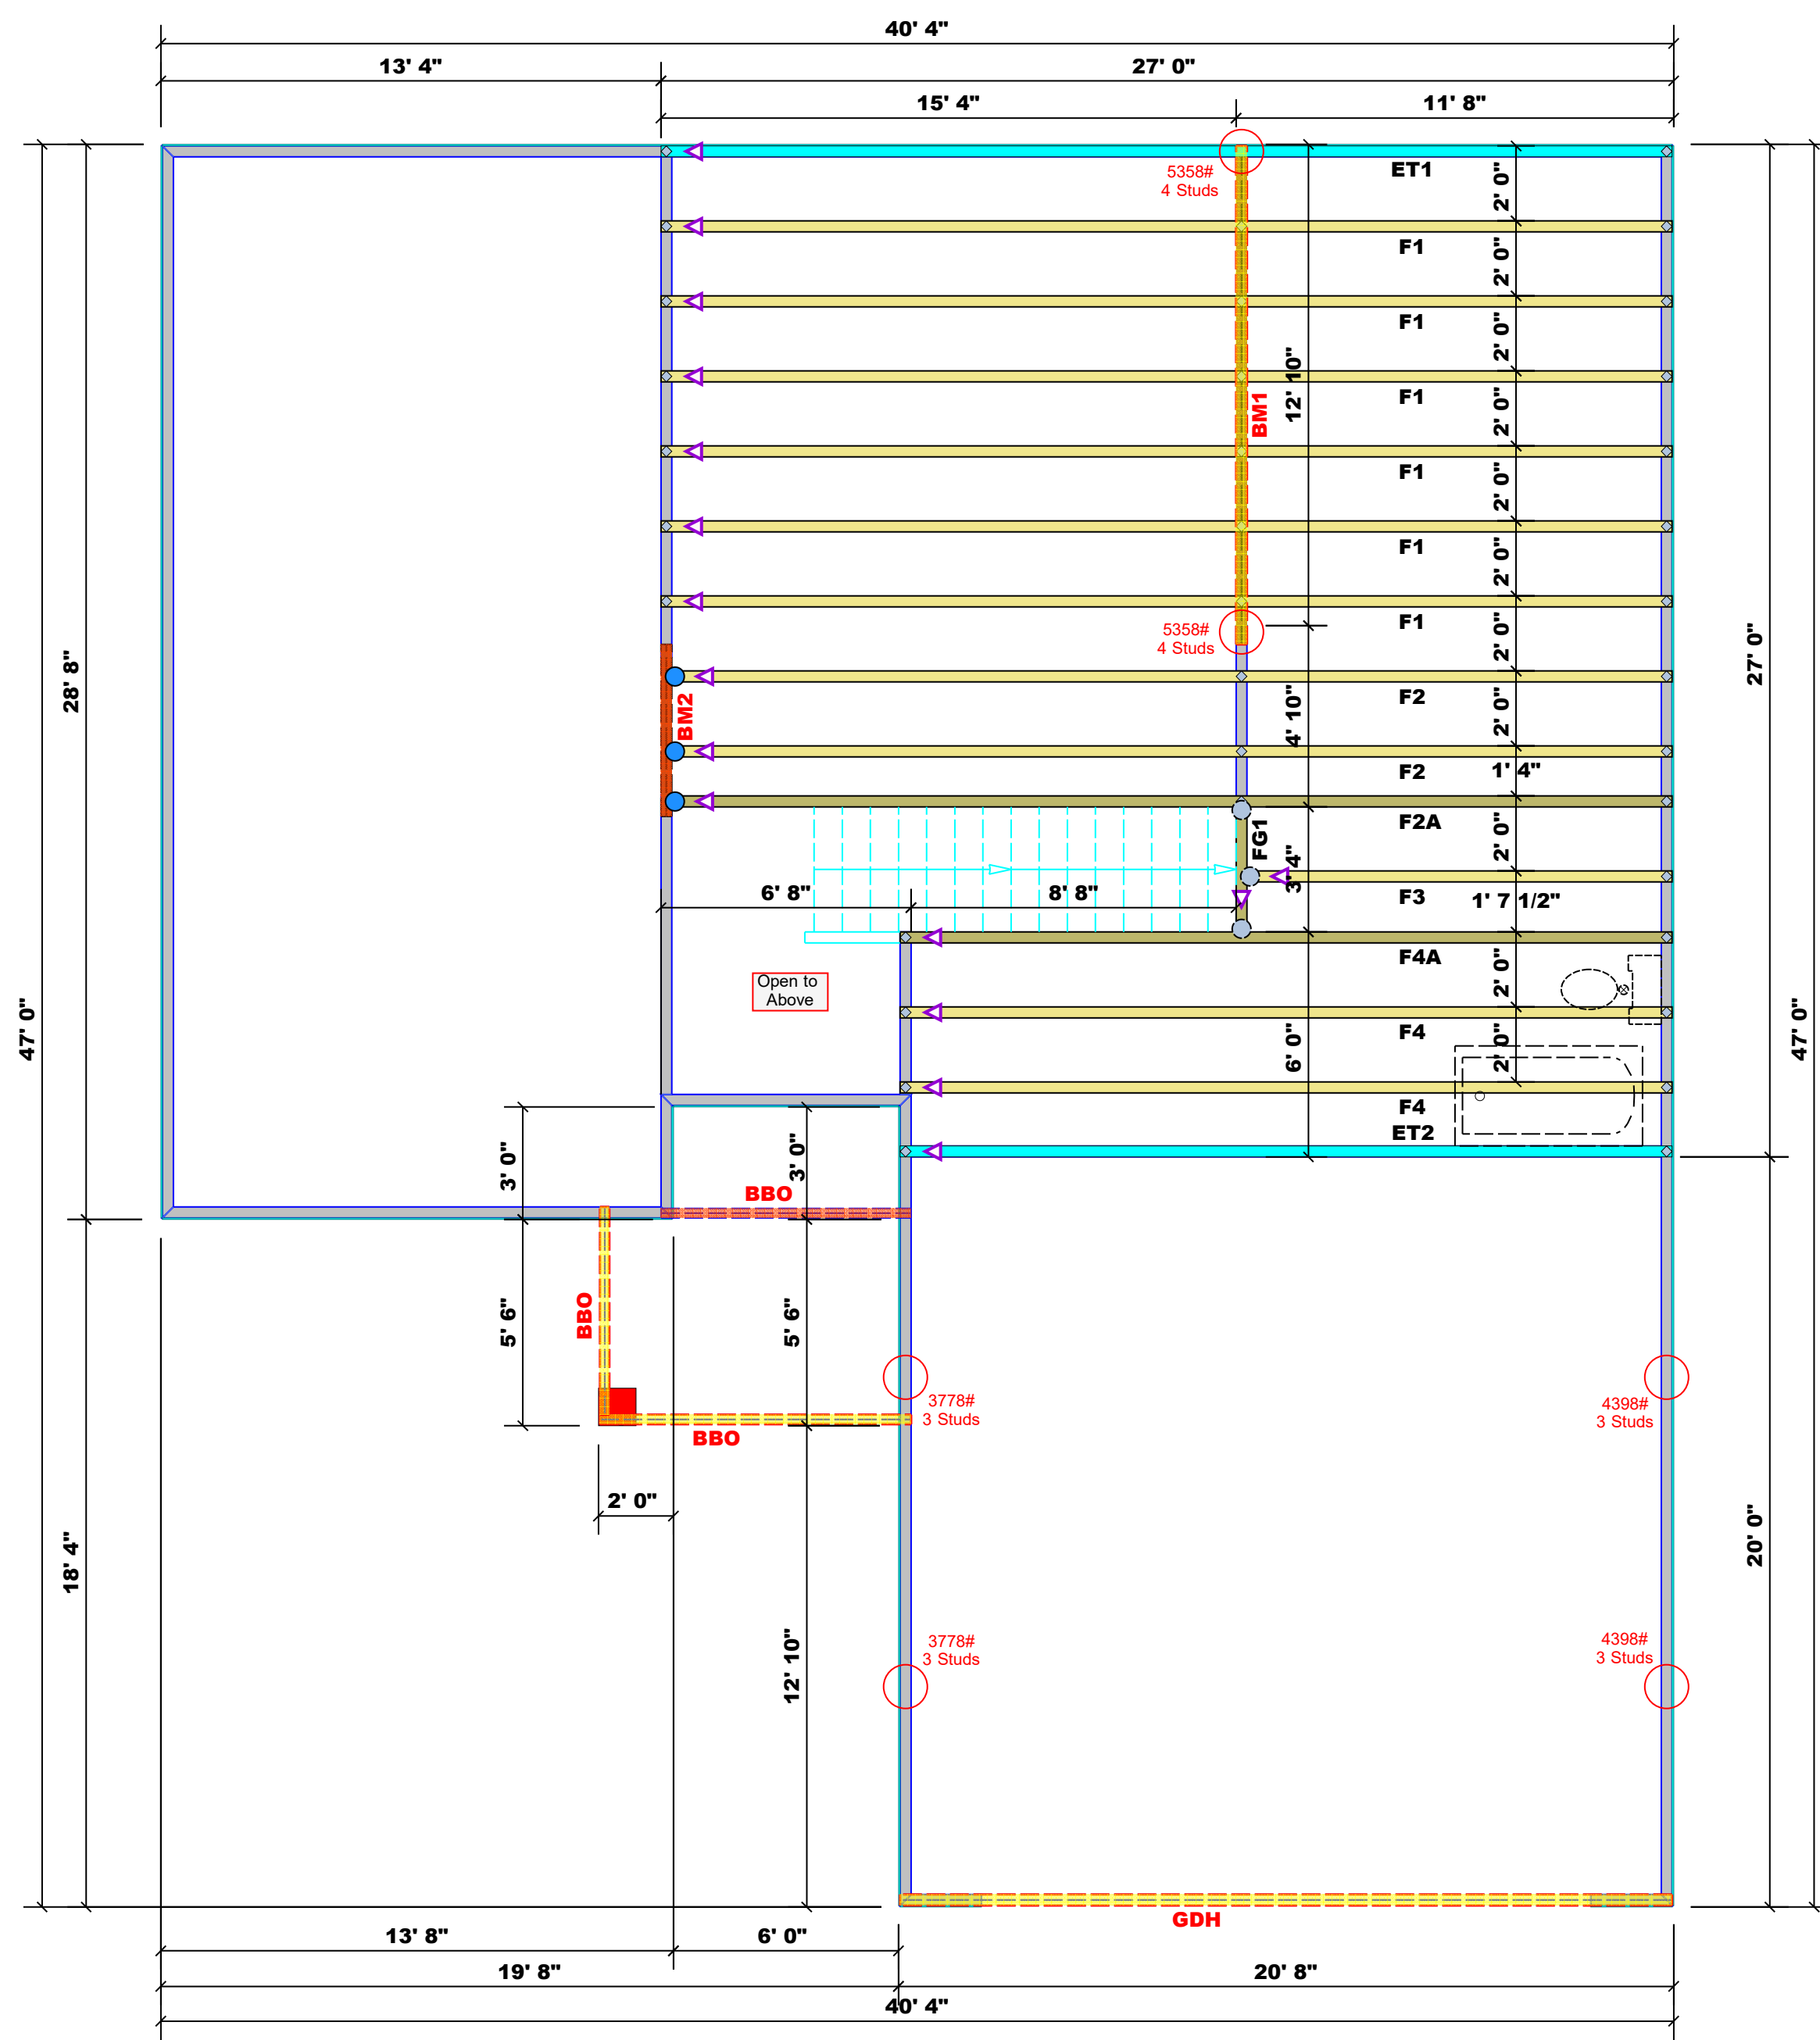 40' 4"
13' 4"
27' 0"
15' 4"
11' 8"
5358#
4 Studs
ET1
2' 0"
F1
2' 0"
F1
2' 0"
12' 10"
BM1
F1
2' 0"
F1
2' 0"
F1
2' 0"
F1
5358#
4 Studs
2' 0"
28' 8"
27' 0"
BM2
4' 10"
F2
2' 0"
F2
1' 4"
F2A
FG1
2' 0"
3' 4"
6' 8"
8' 8"
F3
1' 7 1/2"
F4A
Open to
Above
2' 0"
47' 0"
47' 0"
F4
6' 0"
2' 0"
F4
ET2
3' 0"
3' 0"
BBO
BBO
5' 6"
5' 6"
3778#
3 Studs
4398#
3 Studs
BBO
2' 0"
18' 4"
20' 0"
12' 10"
3778#
3 Studs
4398#
3 Studs
GDH
13' 8"
6' 0"
19' 8"
20' 8"
40' 4"